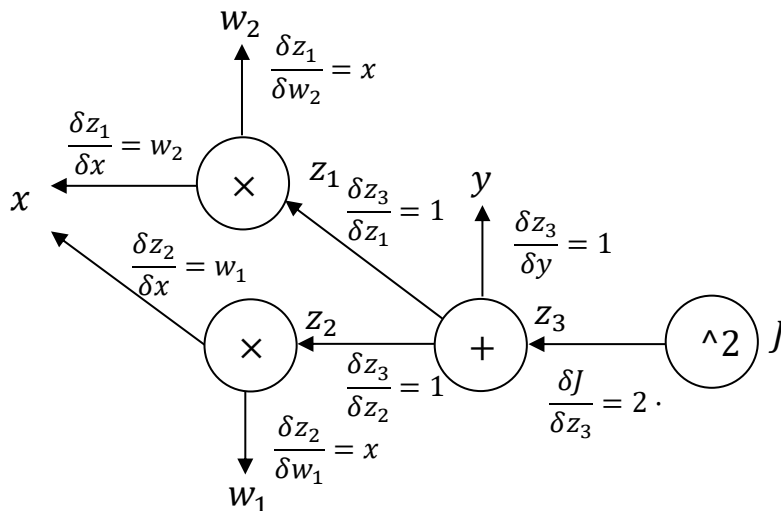 w₂
δz₁/δw₂ = x
δz₁/δx = w₂
x
×
z₁
δz₃/δz₁ = 1
y
δz₃/δy = 1
δz₂/δx = w₁
×
z₂
δz₃/δz₂ = 1
+
z₃
^2
J
δJ/δz₃ = 2 ·
δz₂/δw₁ = x
w₁